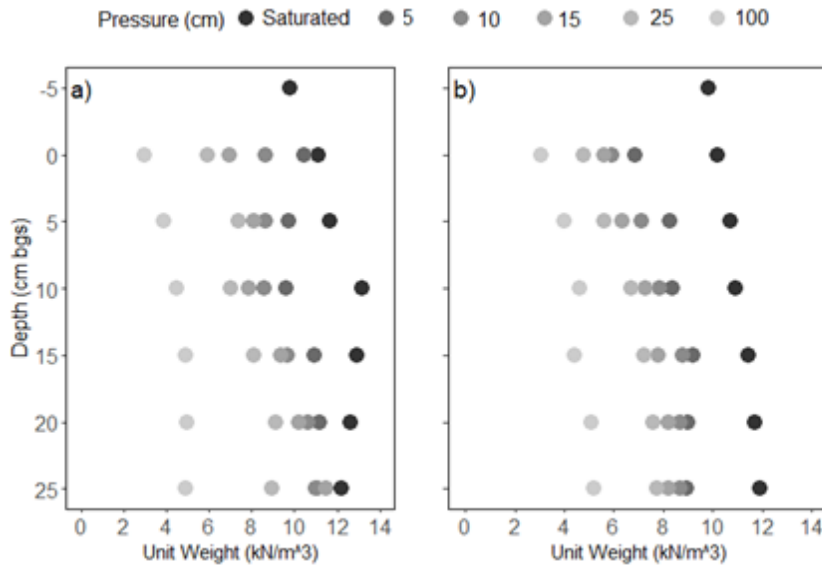 Pressure (cm) Saturated 5 10 15 25 100
a) b)
-5
0
5
10
15
20
25
Depth (cm bgs)
0 2 4 6 8 10 12 14 0 2 4 6 8 10 12 14
Unit Weight (kN/m^3) Unit Weight (kN/m^3)